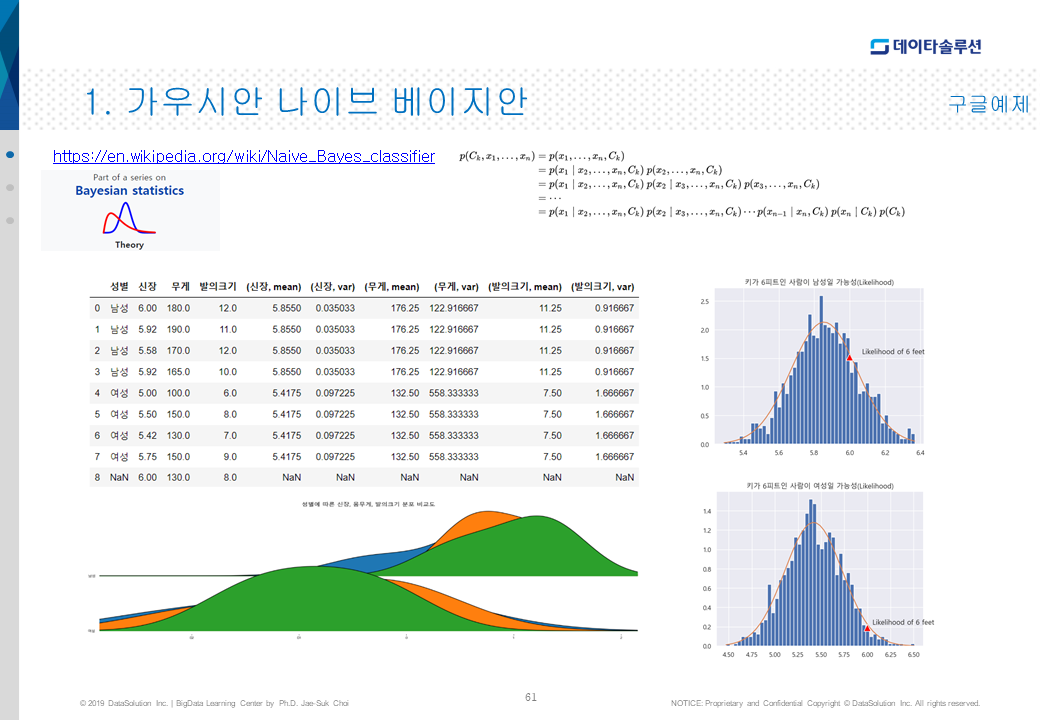 데이타솔루션
1. 가우시안 나이브 베이지안
구글예제
https://en.wikipedia.org/wiki/Naive_Bayes_classifier
Part of a series on
Bayesian statistics
Theory
p(C_k, x_1, …, x_n) = p(x_1, …, x_n, C_k)
= p(x_1 | x_2, …, x_n, C_k) p(x_2, …, x_n, C_k)
= p(x_1 | x_2, …, x_n, C_k) p(x_2 | x_3, …, x_n, C_k) p(x_3, …, x_n, C_k)
= ⋯
= p(x_1 | x_2, …, x_n, C_k) p(x_2 | x_3, …, x_n, C_k) ⋯ p(x_{n-1} | x_n, C_k) p(x_n | C_k) p(C_k)
성별 신장 무게 발의크기 (신장, mean) (신장, var) (무게, mean) (무게, var) (발의크기, mean) (발의크기, var)
0 남성 6.00 180.0 12.0 5.8550 0.035033 176.25 122.916667 11.25 0.916667
1 남성 5.92 190.0 11.0 5.8550 0.035033 176.25 122.916667 11.25 0.916667
2 남성 5.58 170.0 12.0 5.8550 0.035033 176.25 122.916667 11.25 0.916667
3 남성 5.92 165.0 10.0 5.8550 0.035033 176.25 122.916667 11.25 0.916667
4 여성 5.00 100.0 6.0 5.4175 0.097225 132.50 558.333333 7.50 1.666667
5 여성 5.50 150.0 8.0 5.4175 0.097225 132.50 558.333333 7.50 1.666667
6 여성 5.42 130.0 7.0 5.4175 0.097225 132.50 558.333333 7.50 1.666667
7 여성 5.75 150.0 9.0 5.4175 0.097225 132.50 558.333333 7.50 1.666667
8 NaN 6.00 130.0 8.0 NaN NaN NaN NaN NaN NaN
성별에 따른 신장, 몸무게, 발의크기 분포 비교도
키가 6피트인 사람이 남성일 가능성(Likelihood)
2.5
2.0
1.5
1.0
0.5
0.0
Likelihood of 6 feet
5.4 5.6 5.8 6.0 6.2 6.4
키가 6피트인 사람이 여성일 가능성(Likelihood)
1.4
1.2
1.0
0.8
0.6
0.4
0.2
0.0
Likelihood of 6 feet
4.50 4.75 5.00 5.25 5.50 5.75 6.00 6.25 6.50
© 2019 DataSolution Inc. | BigData Learning Center by Ph.D. Jae-Suk Choi
61
NOTICE: Proprietary and Confidential Copyright © DataSolution Inc. All rights reserved.